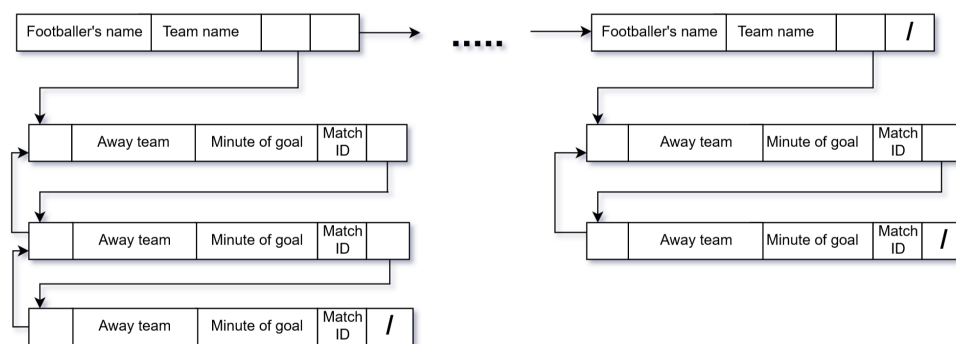 Footballer's name Team name ..... Footballer's name Team name /
Away team Minute of goal Match ID Away team Minute of goal Match ID
Away team Minute of goal Match ID Away team Minute of goal Match ID /
Away team Minute of goal Match ID /